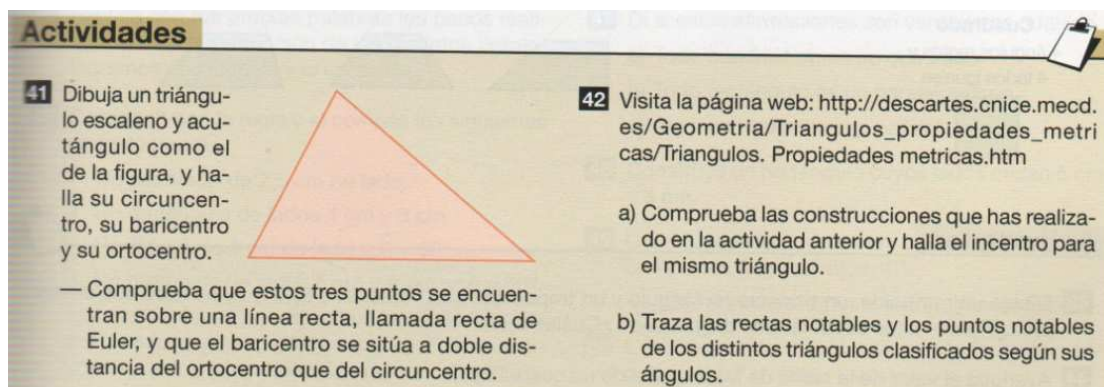 Actividades
41 Dibuja un triángu-
lo escaleno y acu-
tángulo como el
de la figura, y ha-
lla su circuncen-
tro, su baricentro
y su ortocentro.
— Comprueba que estos tres puntos se encuen-
tran sobre una línea recta, llamada recta de
Euler, y que el baricentro se sitúa a doble dis-
tancia del ortocentro que del circuncentro.
42 Visita la página web: http://descartes.cnice.mecd.
es/Geometria/Triangulos_propiedades_metri
cas/Triangulos. Propiedades metricas.htm
a) Comprueba las construcciones que has realiza-
do en la actividad anterior y halla el incentro para
el mismo triángulo.
b) Traza las rectas notables y los puntos notables
de los distintos triángulos clasificados según sus
ángulos.